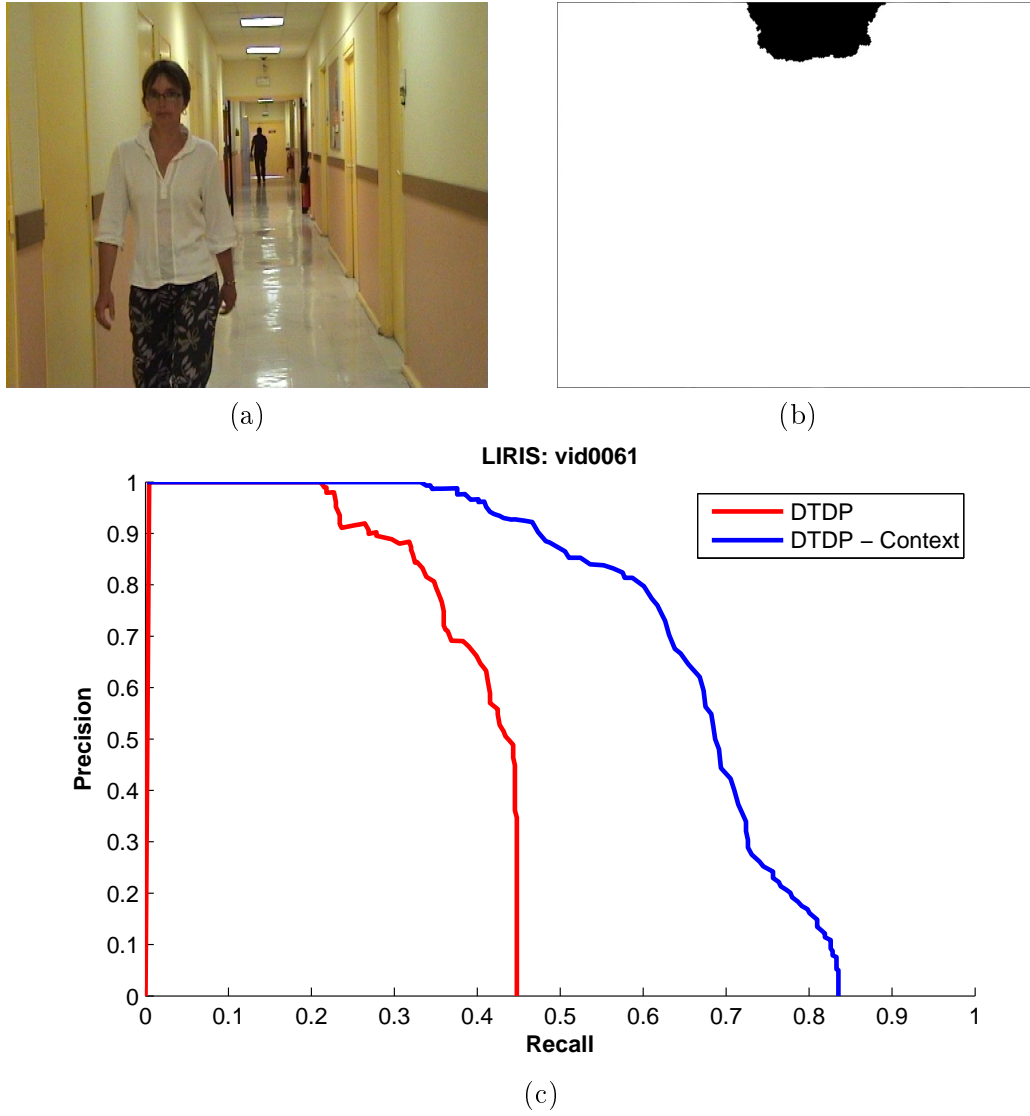 (a)
(b)
LIRIS: vid0061
1
0.9
0.8
0.7
0.6
0.5
0.4
0.3
0.2
0.1
0
Precision
DTDP
DTDP – Context
0 0.1 0.2 0.3 0.4 0.5 0.6 0.7 0.8 0.9 1
Recall
(c)